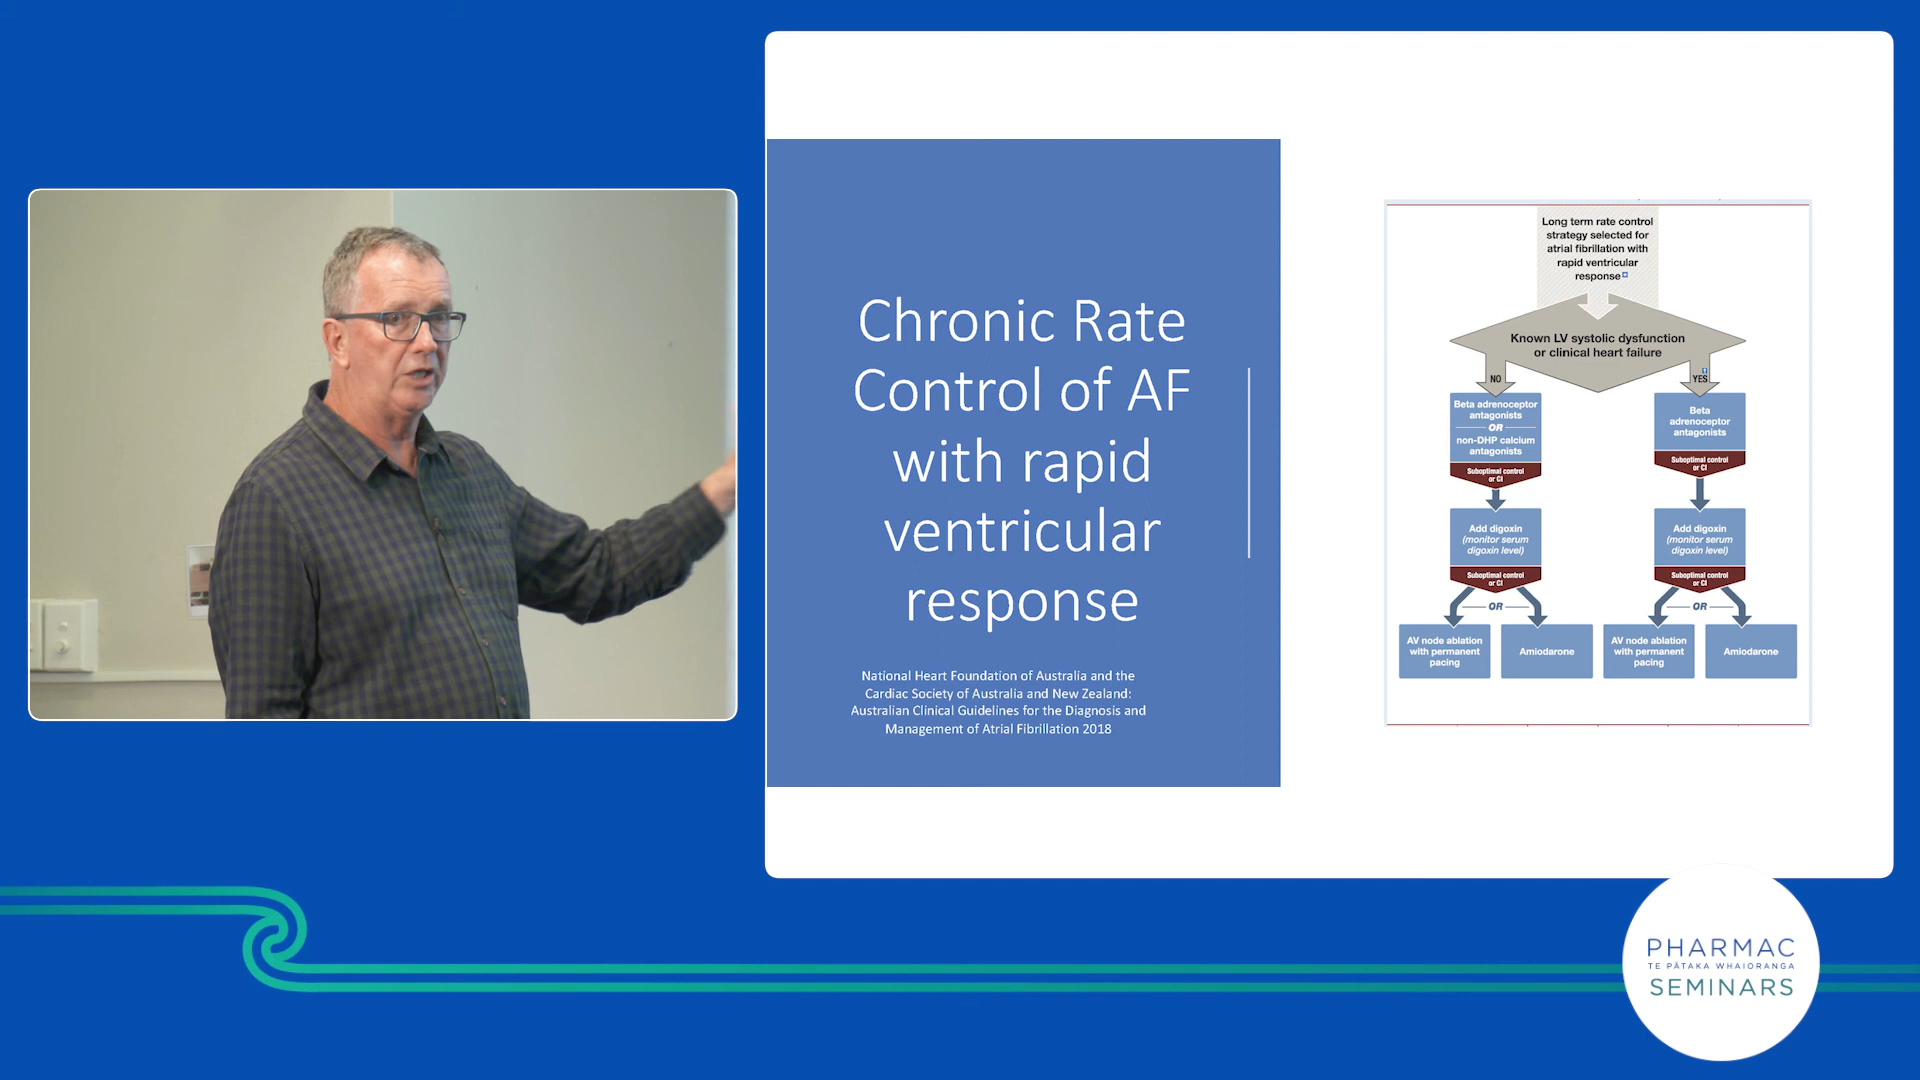 Chronic Rate
Control of AF
with rapid
ventricular
response
National Heart Foundation of Australia and the
Cardiac Society of Australia and New Zealand:
Australian Clinical Guidelines for the Diagnosis and
Management of Atrial Fibrillation 2018
Long term rate control
strategy selected for
atrial fibrillation with
rapid ventricular
response
Known LV systolic dysfunction
or clinical heart failure
NO
YES
Beta adrenoceptor
antagonists
OR
non-DHP calcium
antagonists
Suboptimal control
or CI
Add digoxin
(monitor serum
digoxin level)
Suboptimal control
or CI
OR
AV node ablation
with permanent
pacing
Amiodarone
Beta
adrenoceptor
antagonists
Suboptimal control
or CI
Add digoxin
(monitor serum
digoxin level)
Suboptimal control
or CI
OR
AV node ablation
with permanent
pacing
Amiodarone
PHARMAC
TE PĀTAKA WHAIORANGA
SEMINARS